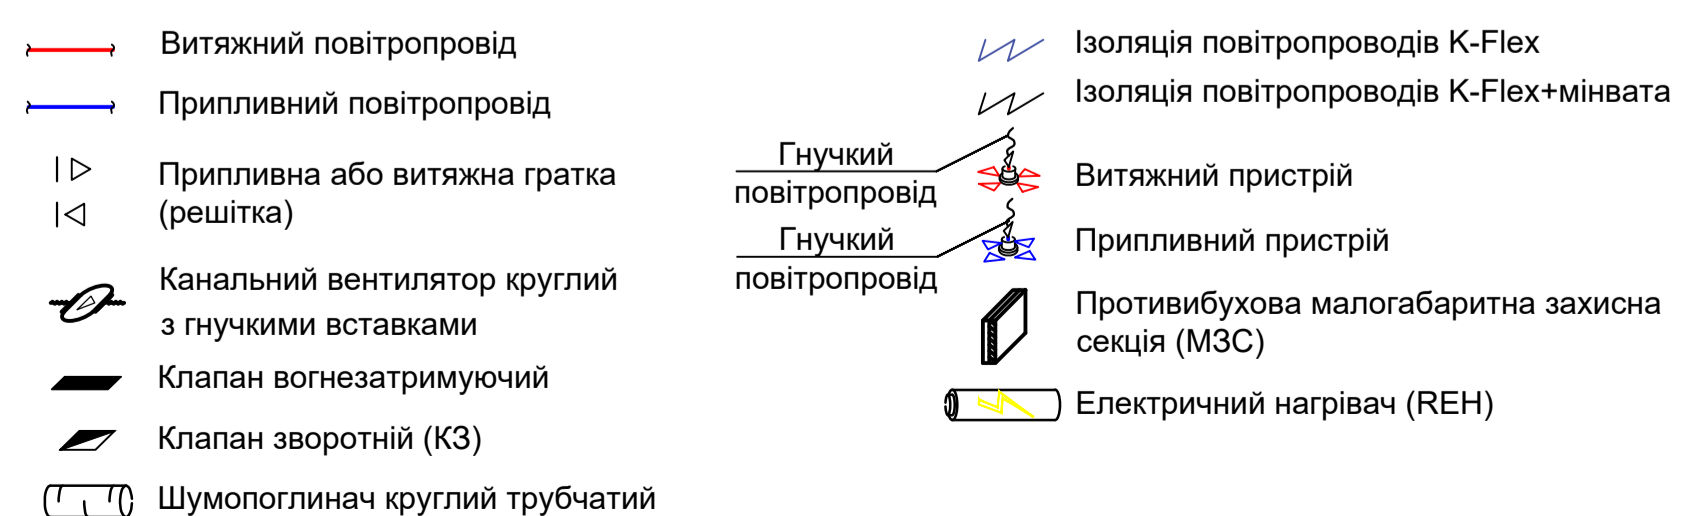 Витяжний повітропровід
Припливний повітропровід
Припливна або витяжна гратка
(решітка)
Канальний вентилятор круглий
з гнучкими вставками
Клапан вогнезатримуючий
Клапан зворотній (КЗ)
Шумопоглинач круглий трубчатий
Ізоляція повітропроводів K-Flex
Ізоляція повітропроводів K-Flex+мінвата
Гнучкий
повітропровід
Витяжний пристрій
Гнучкий
повітропровід
Припливний пристрій
Противибухова малогабаритна захисна
секція (МЗС)
Електричний нагрівач (REH)